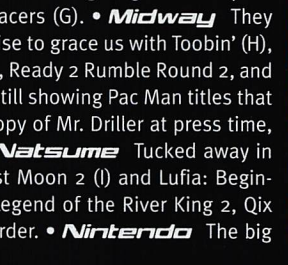 acers (G). • Midway They
ise to grace us with Toobin' (H),
, Ready 2 Rumble Round 2, and
till showing Pac Man titles that
opy of Mr. Driller at press time,
Natsume Tucked away in
st Moon 2 (I) and Lufia: Begin-
egend of the River King 2, Qix
rder. • Nintendo The big